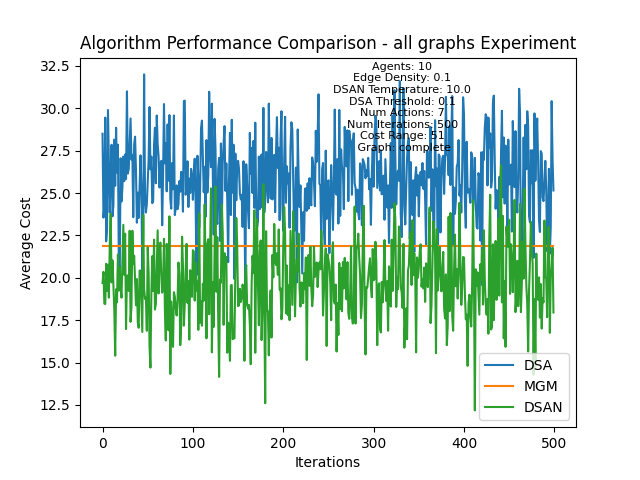 Algorithm Performance Comparison - all graphs Experiment
Agents: 10
Edge Density: 0.1
DSAN Temperature: 10.0
DSA Threshold: 0.1
Num Actions: 7
Num Iterations: 500
Cost Range: 51
Graph: complete
Average Cost
32.5
30.0
27.5
25.0
22.5
20.0
17.5
15.0
12.5
DSA
MGM
DSAN
0
100
200
300
400
500
Iterations